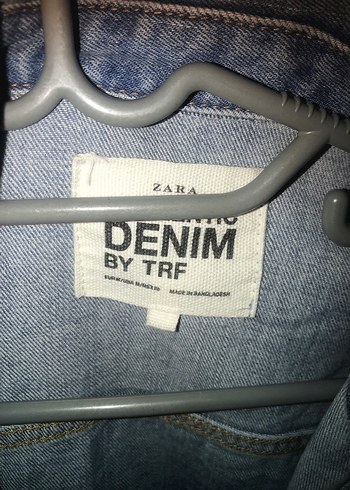 ZARA
DENIM
BY TRF
MADE IN BANGLADESH